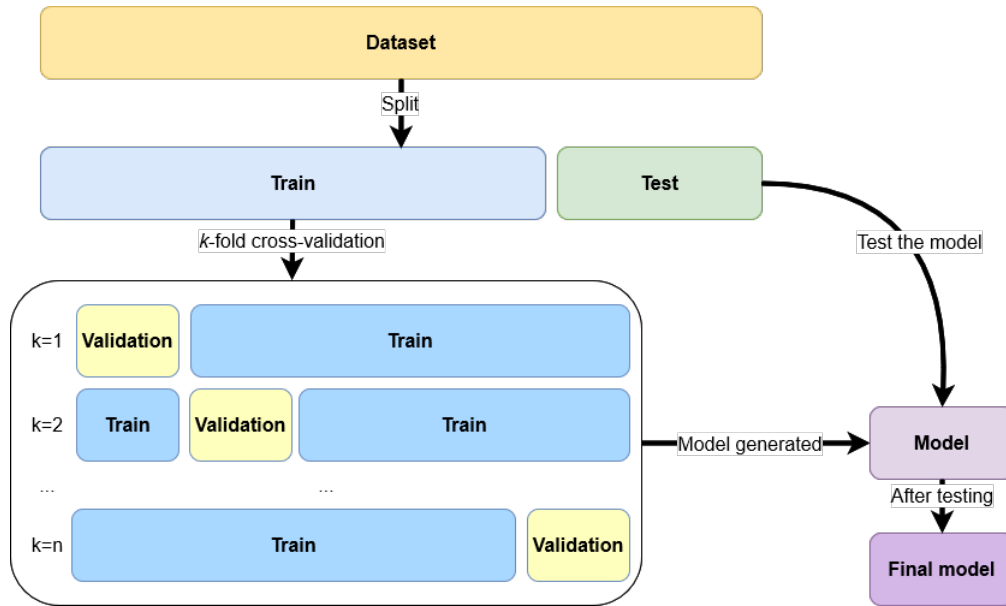 Dataset
Split
Train
Test
k-fold cross-validation
Test the model
k=1
Validation
Train
k=2
Train
Validation
Train
Model generated
Model
...
...
After testing
k=n
Train
Validation
Final model